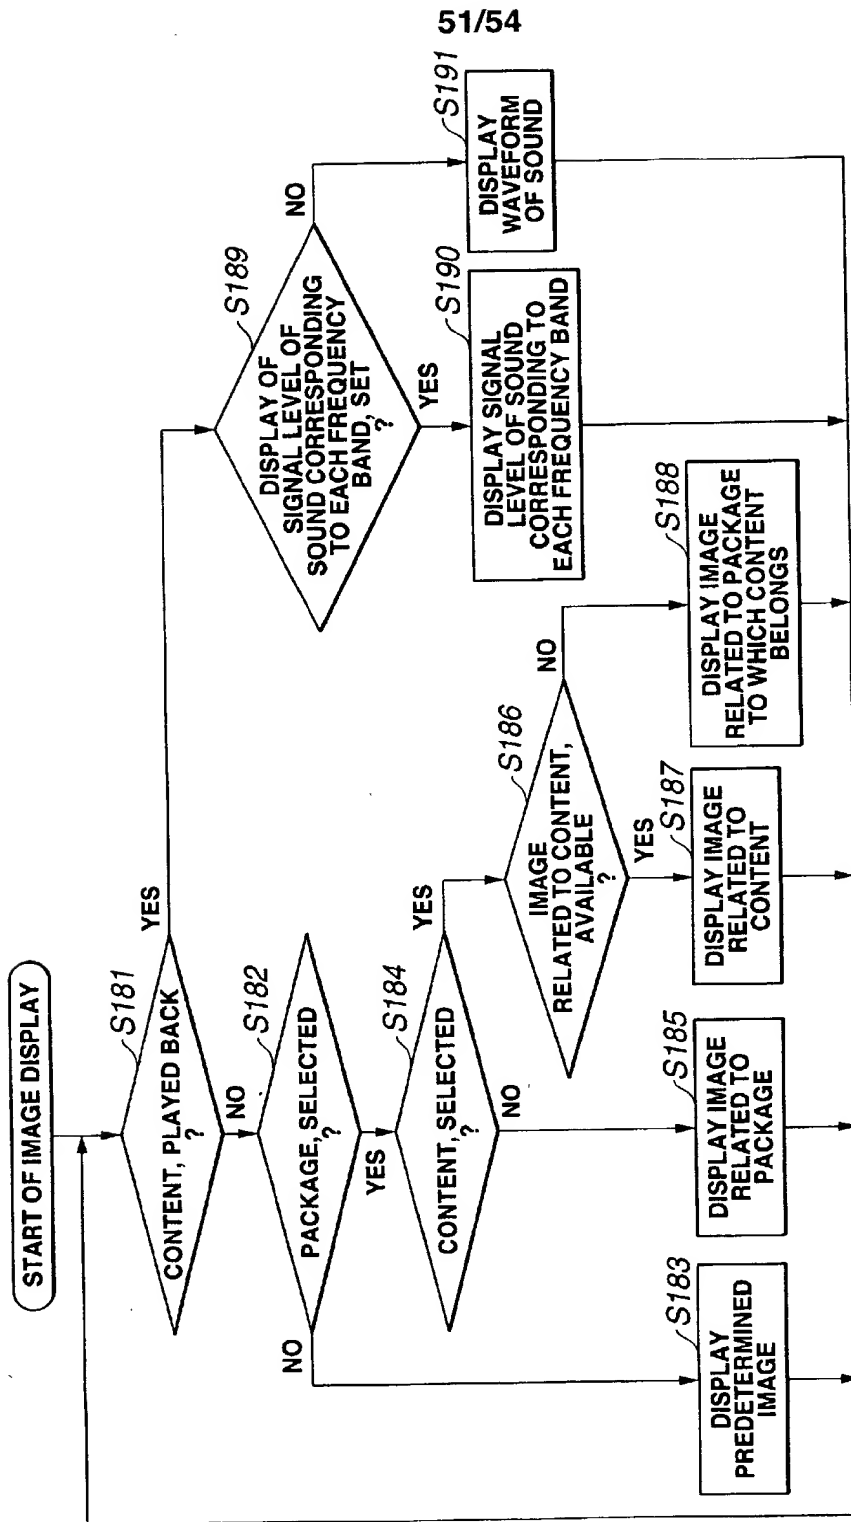 51/54
START OF IMAGE DISPLAY
S181
CONTENT, PLAYED BACK
?
YES
NO
S182
PACKAGE, SELECTED
?
NO
YES
S183
DISPLAY
PREDETERMINED
IMAGE
S184
CONTENT, SELECTED
?
YES
NO
S185
DISPLAY IMAGE
RELATED TO
PACKAGE
S186
IMAGE
RELATED TO CONTENT,
AVAILABLE
?
NO
YES
S187
DISPLAY IMAGE
RELATED TO
CONTENT
S188
DISPLAY IMAGE
RELATED TO PACKAGE
TO WHICH CONTENT
BELONGS
S189
DISPLAY OF
SIGNAL LEVEL OF
SOUND CORRESPONDING
TO EACH FREQUENCY
BAND, SET
?
NO
YES
S190
DISPLAY SIGNAL
LEVEL OF SOUND
CORRESPONDING TO
EACH FREQUENCY BAND
S191
DISPLAY
WAVEFORM
OF SOUND